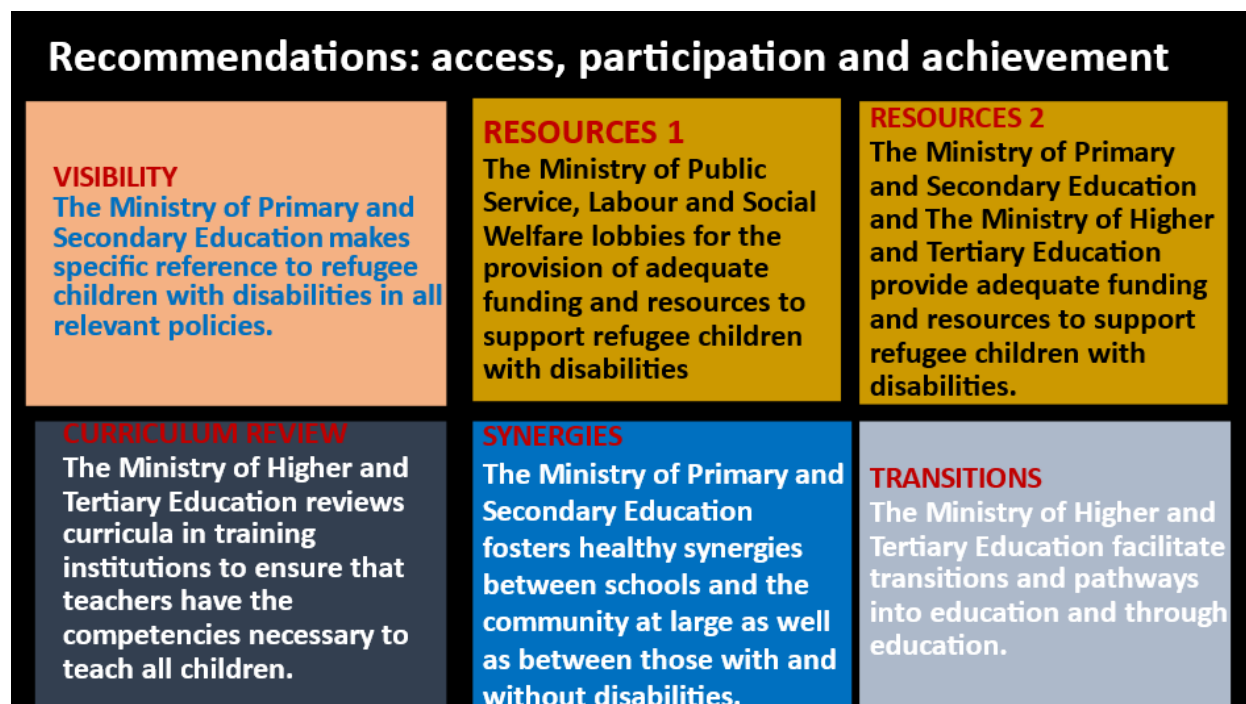 Recommendations: access, participation and achievement
VISIBILITY
The Ministry of Primary and
Secondary Education makes
specific reference to refugee
children with disabilities in all
relevant policies.
RESOURCES 1
The Ministry of Public
Service, Labour and Social
Welfare lobbies for the
provision of adequate
funding and resources to
support refugee children
with disabilities
RESOURCES 2
The Ministry of Primary
and Secondary Education
and The Ministry of Higher
and Tertiary Education
provide adequate funding
and resources to support
refugee children with
disabilities.
CURRICULUM REVIEW
The Ministry of Higher and
Tertiary Education reviews
curricula in training
institutions to ensure that
teachers have the
competencies necessary to
teach all children.
SYNERGIES
The Ministry of Primary and
Secondary Education
fosters healthy synergies
between schools and the
community at large as well
as between those with and
without disabilities.
TRANSITIONS
The Ministry of Higher and
Tertiary Education facilitate
transitions and pathways
into education and through
education.